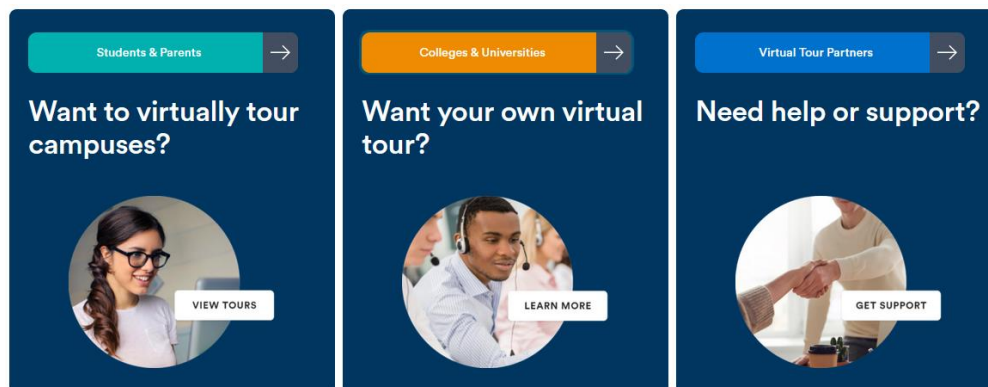 Students & Parents
Want to virtually tour
campuses?
VIEW TOURS
Colleges & Universities
Want your own virtual
tour?
LEARN MORE
Virtual Tour Partners
Need help or support?
GET SUPPORT